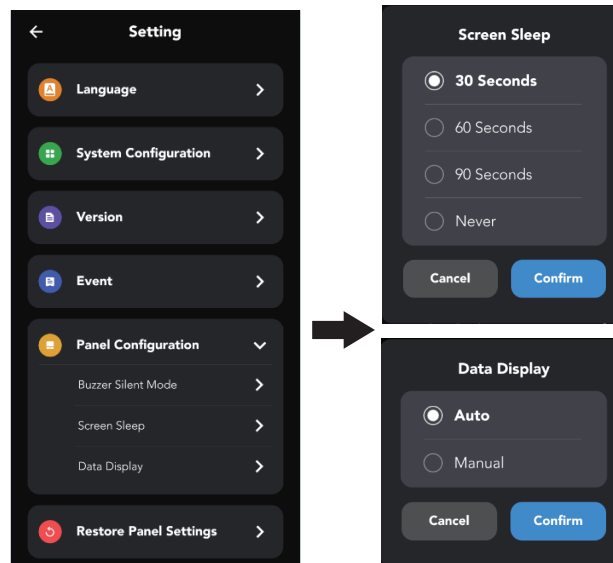 Setting
Language
System Configuration
Version
Event
Panel Configuration
Buzzer Silent Mode
Screen Sleep
Data Display
Restore Panel Settings
Screen Sleep
30 Seconds
60 Seconds
90 Seconds
Never
Cancel Confirm
Data Display
Auto
Manual
Cancel Confirm